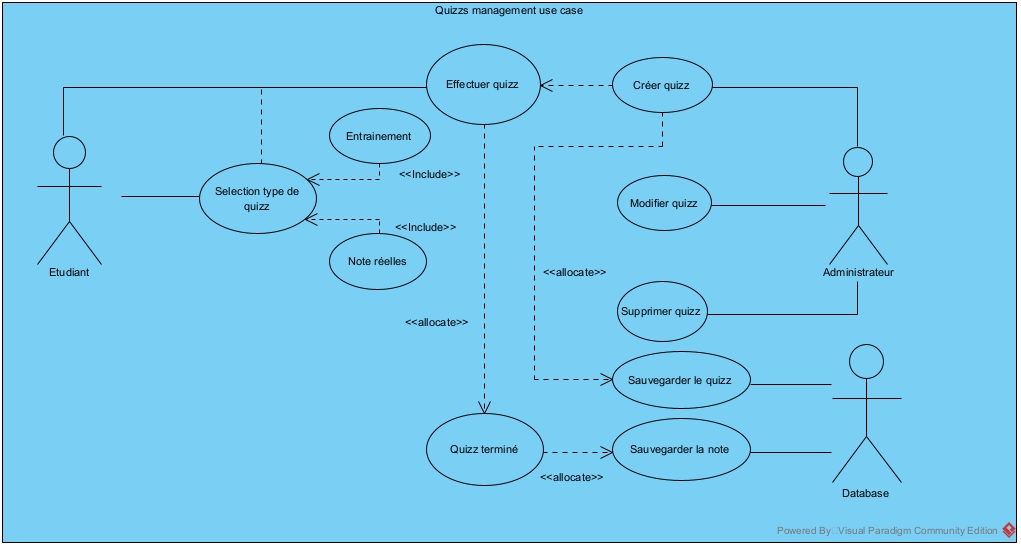 Quizzs management use case
Effectuer quizz
Créer quizz
Entrainement
<<Include>>
Selection type de
quizz
Modifier quizz
<<Include>>
Note réelles
Etudiant
Administrateur
<<allocate>>
Supprimer quizz
<<allocate>>
Sauvegarder le quizz
Quizz terminé
Sauvegarder la note
<<allocate>>
Database
Powered By Visual Paradigm Community Edition